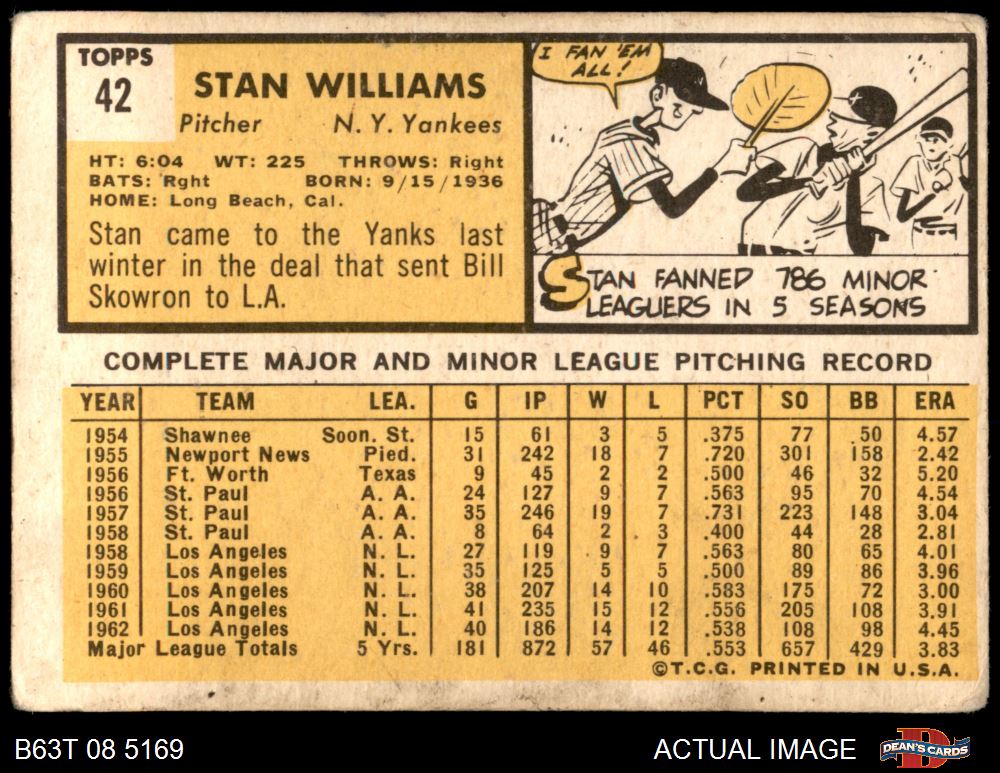 TOPPS
42
STAN WILLIAMS
Pitcher N. Y. Yankees
HT: 6:04 WT: 225 THROWS: Right
BATS: Rght BORN: 9/15/1936
HOME: Long Beach, Cal.
Stan came to the Yanks last
winter in the deal that sent Bill
Skowron to L.A.
I FAN 'EM
ALL!
STAN FANNED 786 MINOR
LEAGUERS IN 5 SEASONS
COMPLETE MAJOR AND MINOR LEAGUE PITCHING RECORD
YEAR TEAM LEA. G IP W L PCT SO BB ERA
1954 Shawnee Soon. St. 15 61 3 5 .375 77 50 4.57
1955 Newport News Pied. 31 242 18 7 .720 301 158 2.42
1956 Ft. Worth Texas 9 45 2 2 .500 46 32 5.20
1956 St. Paul A. A. 24 127 9 7 .563 95 70 4.54
1957 St. Paul A. A. 35 246 19 7 .731 223 148 3.04
1958 St. Paul A. A. 8 64 2 3 .400 44 28 2.81
1958 Los Angeles N. L. 27 119 9 7 .563 80 65 4.01
1959 Los Angeles N. L. 35 125 5 5 .500 89 86 3.96
1960 Los Angeles N. L. 38 207 14 10 .583 175 72 3.00
1961 Los Angeles N. L. 41 235 15 12 .556 205 108 3.91
1962 Los Angeles N. L. 40 186 14 12 .538 108 98 4.45
Major League Totals 5 Yrs. 181 872 57 46 .553 657 429 3.83
©T.C.G. PRINTED IN U.S.A.
B63T 08 5169 ACTUAL IMAGE DEAN'S CARDS